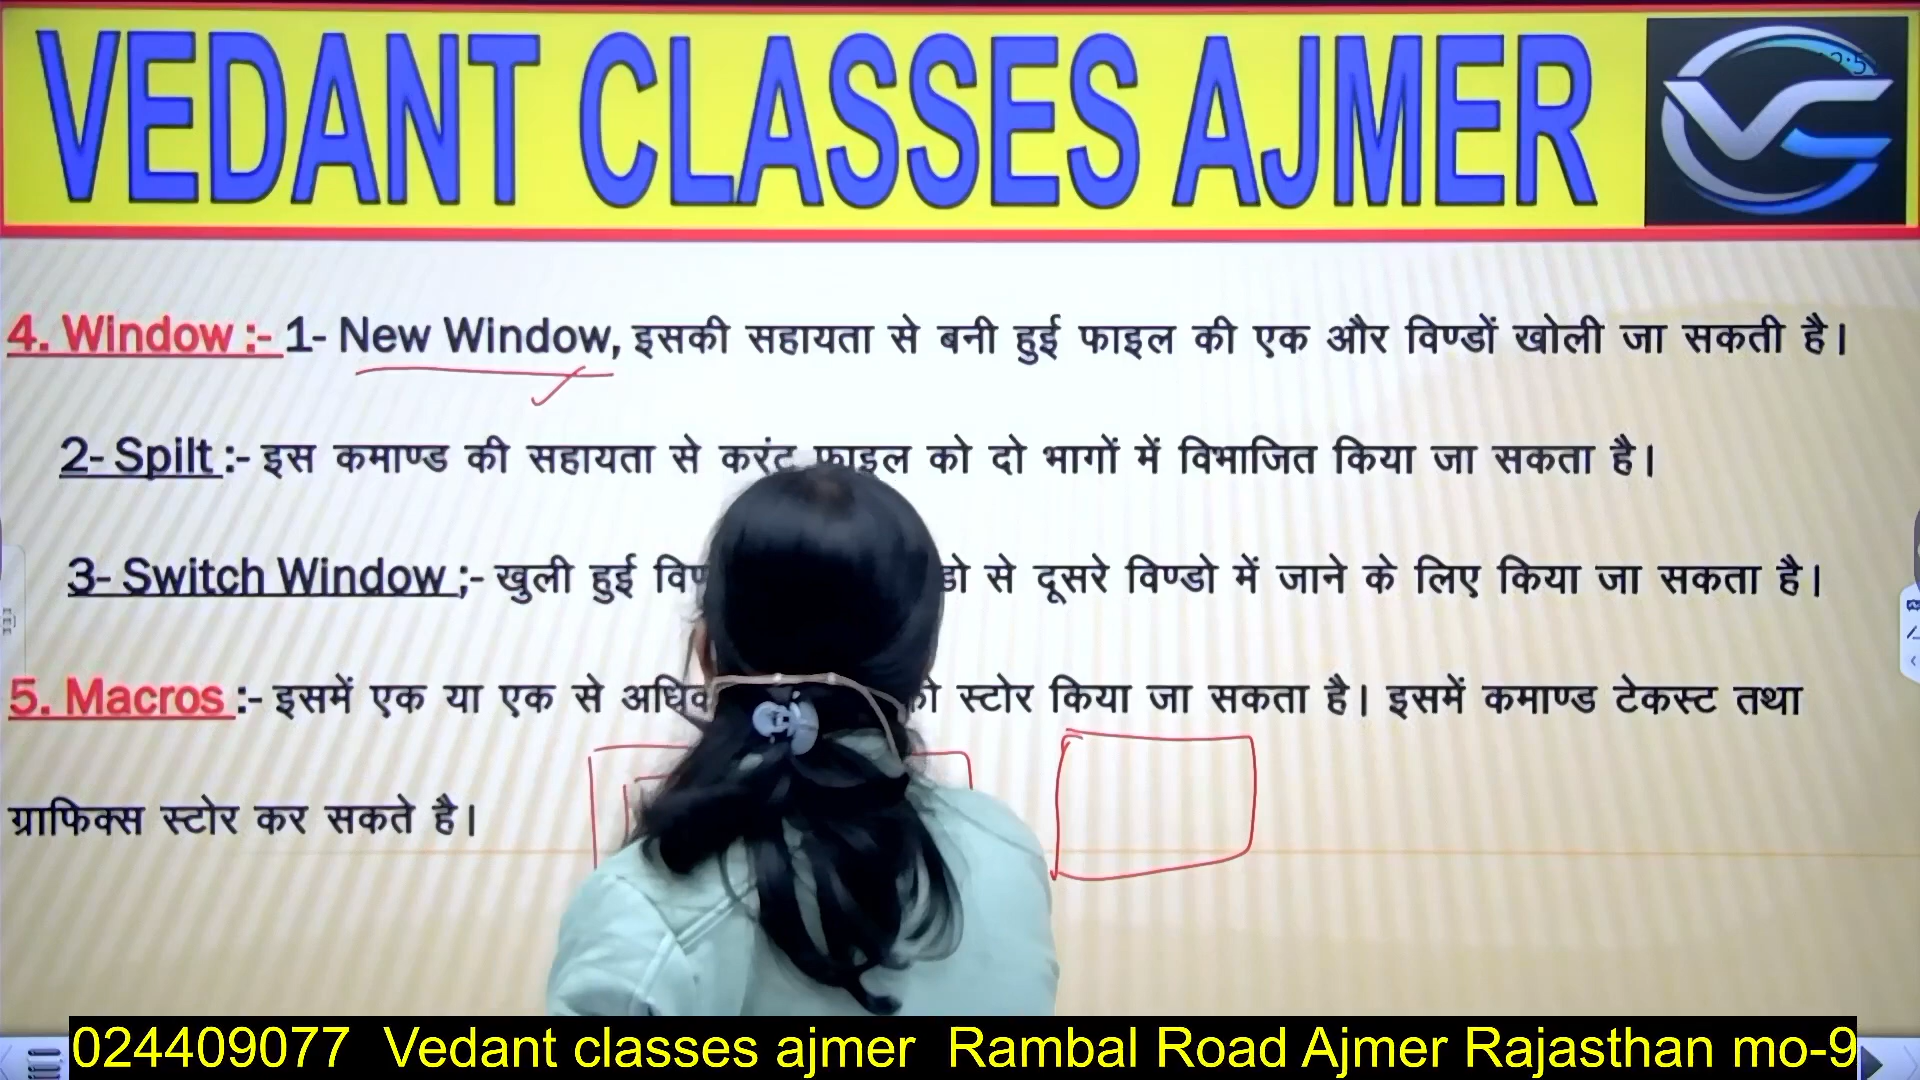 VEDANT CLASSES AJMER
4. Window :- 1- New Window, इसकी सहायता से बनी हुई फाइल की एक और विण्डों खोली जा सकती है।
2- Spilt :- इस कमाण्ड की सहायता से करंट फाइल को दो भागों में विभाजित किया जा सकता है।
3- Switch Window ;- खुली हुई से दूसरे विण्डो में जाने के लिए किया जा सकता है।
5. Macros :- इसमें एक या एक से स्टोर किया जा सकता है। इसमें कमाण्ड टेकस्ट तथा
ग्राफिक्स स्टोर कर सकते है।
024409077 Vedant classes ajmer Rambal Road Ajmer Rajasthan mo-9